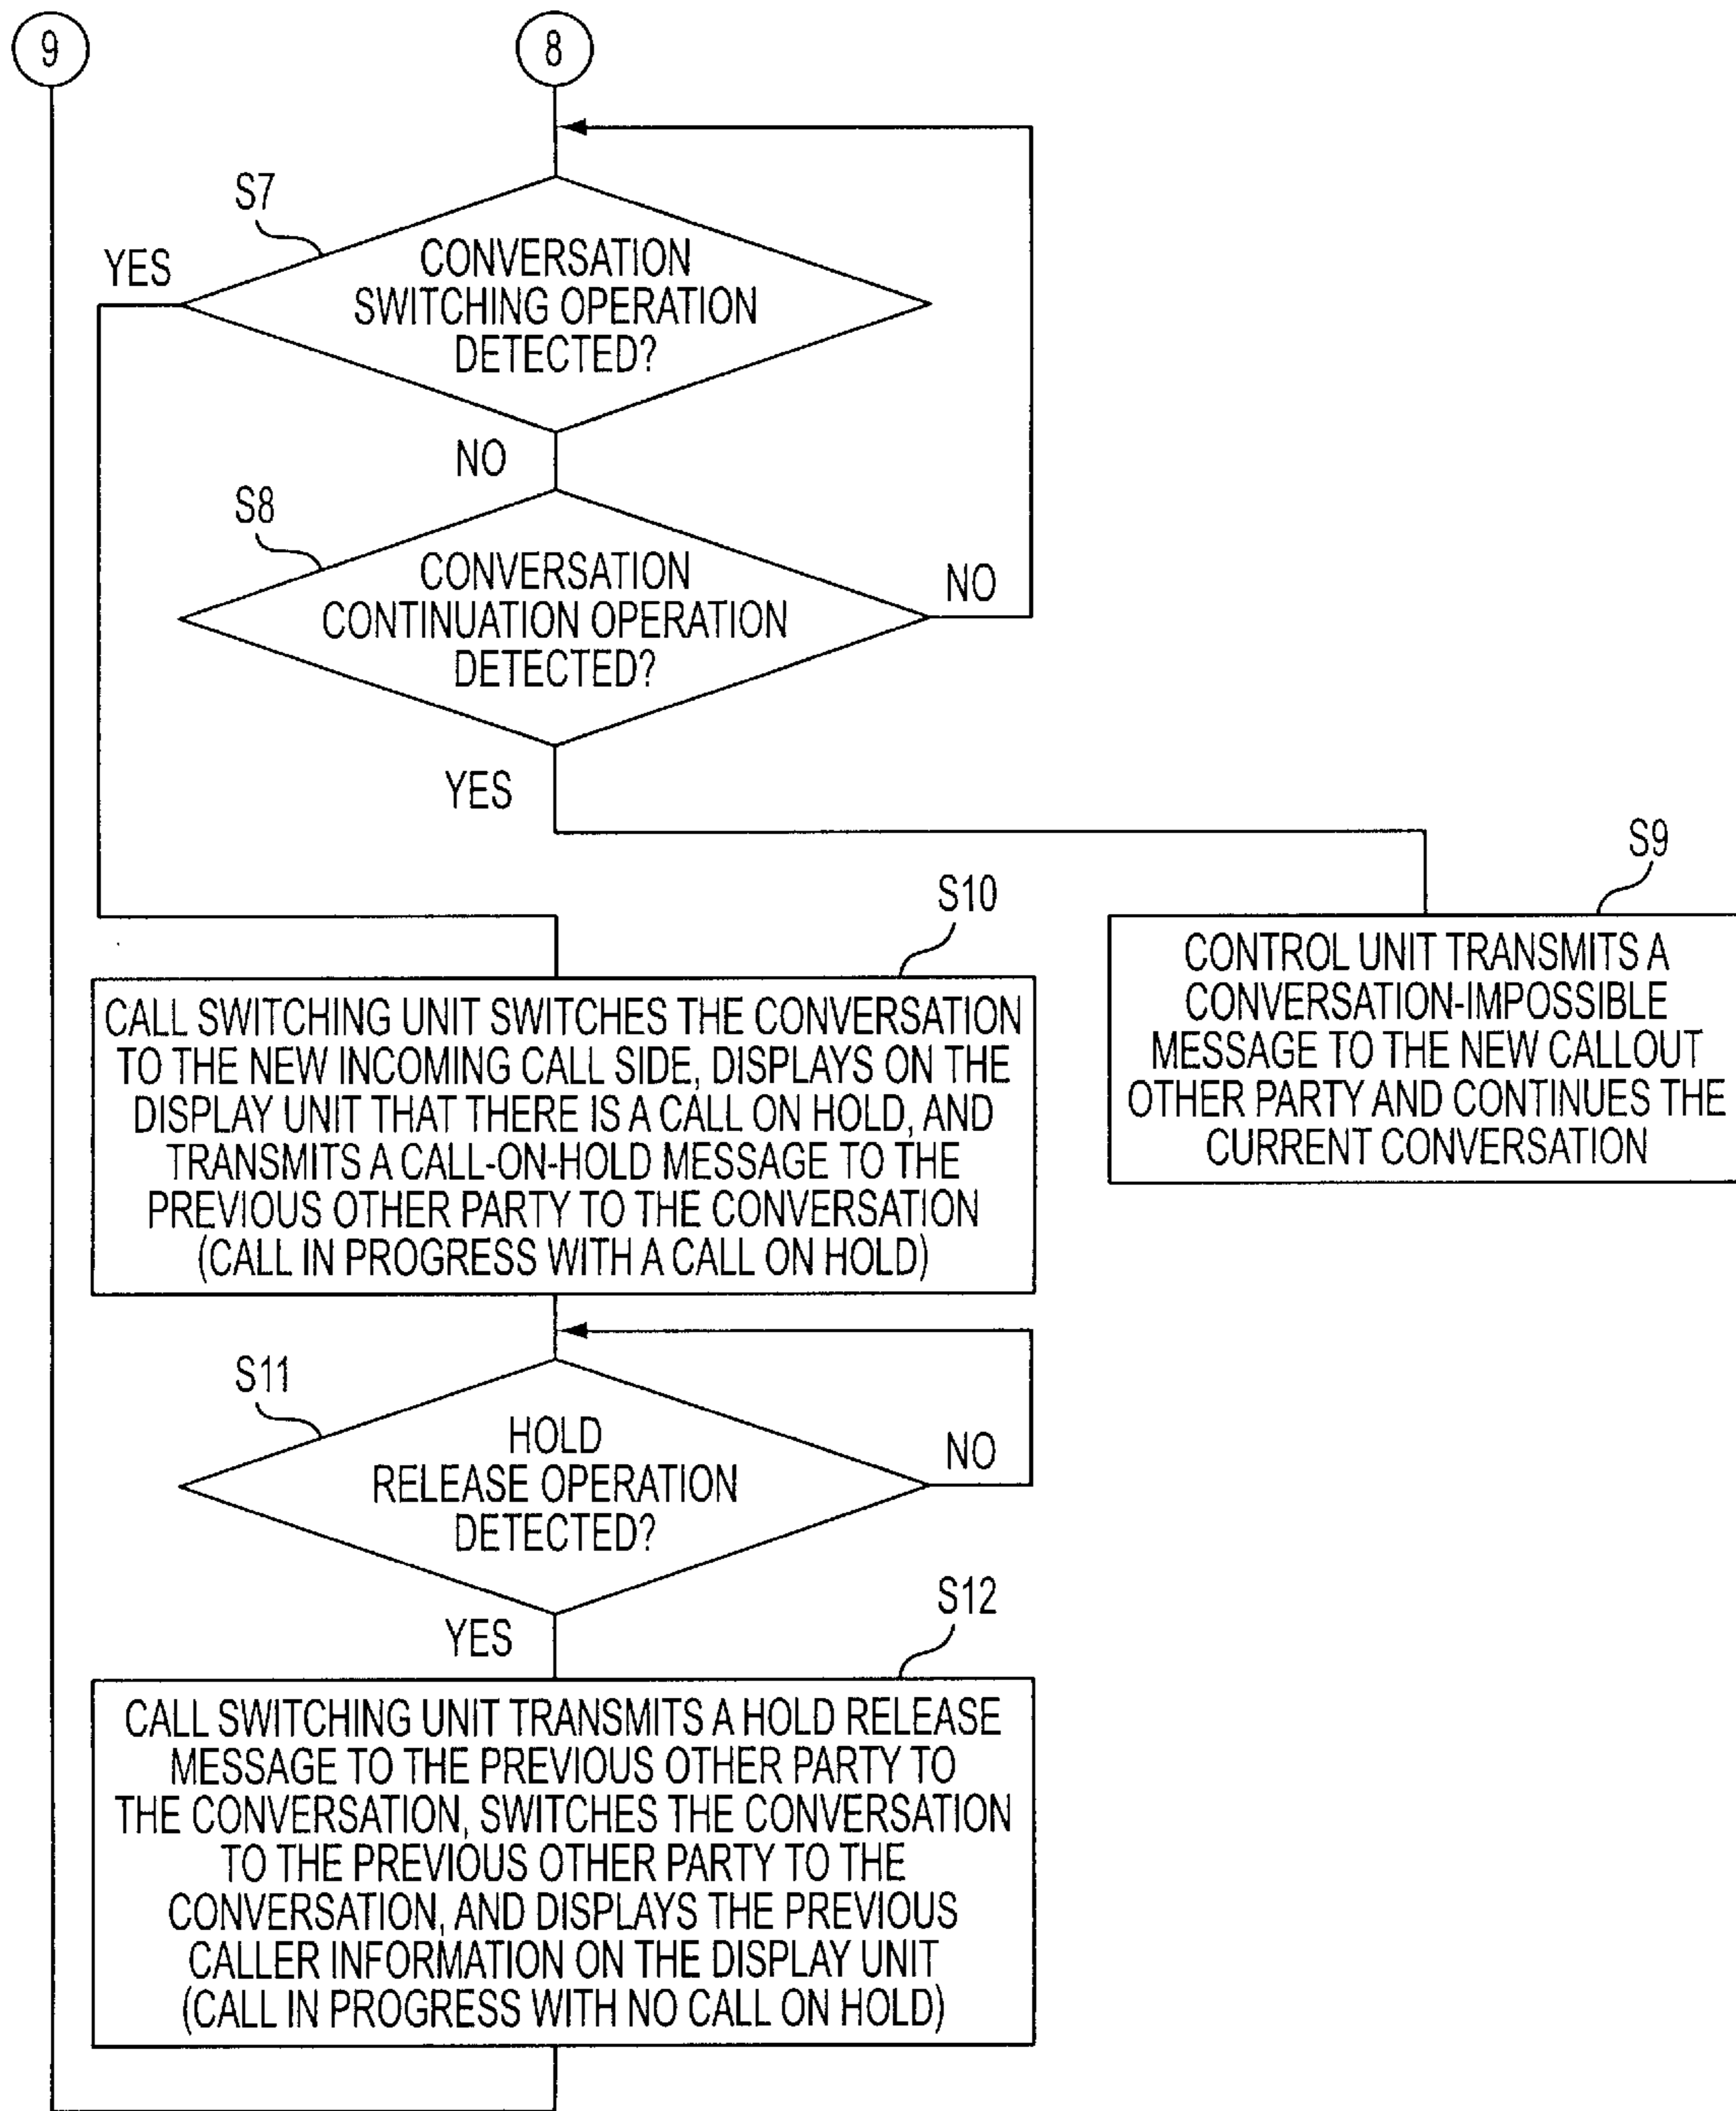 9
8
S7
YES
CONVERSATION
SWITCHING OPERATION
DETECTED?
NO
S8
CONVERSATION
CONTINUATION OPERATION
DETECTED?
NO
YES
S9
CONTROL UNIT TRANSMITS A
CONVERSATION-IMPOSSIBLE
MESSAGE TO THE NEW CALLOUT
OTHER PARTY AND CONTINUES THE
CURRENT CONVERSATION
S10
CALL SWITCHING UNIT SWITCHES THE CONVERSATION
TO THE NEW INCOMING CALL SIDE, DISPLAYS ON THE
DISPLAY UNIT THAT THERE IS A CALL ON HOLD, AND
TRANSMITS A CALL-ON-HOLD MESSAGE TO THE
PREVIOUS OTHER PARTY TO THE CONVERSATION
(CALL IN PROGRESS WITH A CALL ON HOLD)
S11
HOLD
RELEASE OPERATION
DETECTED?
NO
YES
S12
CALL SWITCHING UNIT TRANSMITS A HOLD RELEASE
MESSAGE TO THE PREVIOUS OTHER PARTY TO
THE CONVERSATION, SWITCHES THE CONVERSATION
TO THE PREVIOUS OTHER PARTY TO THE
CONVERSATION, AND DISPLAYS THE PREVIOUS
CALLER INFORMATION ON THE DISPLAY UNIT
(CALL IN PROGRESS WITH NO CALL ON HOLD)